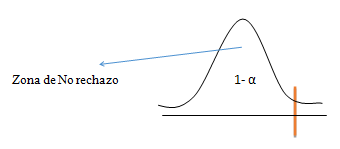 Zona de No rechazo
1- α